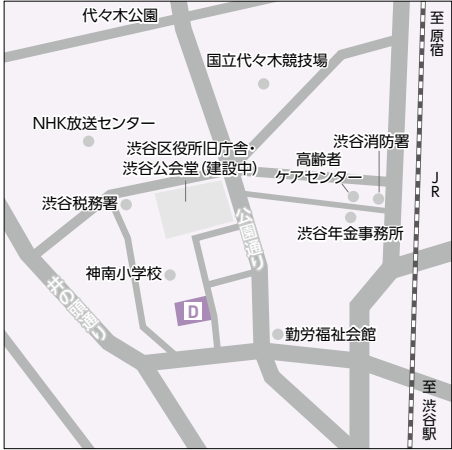 代々木公園
至 原宿
国立代々木競技場
NHK放送センター
渋谷区役所旧庁舎・
渋谷公会堂(建設中)
渋谷消防署
高齢者
ケアセンター
JR
渋谷税務署
公園通り
渋谷年金事務所
神南小学校
井の頭通り
D
勤労福祉会館
至 渋谷駅